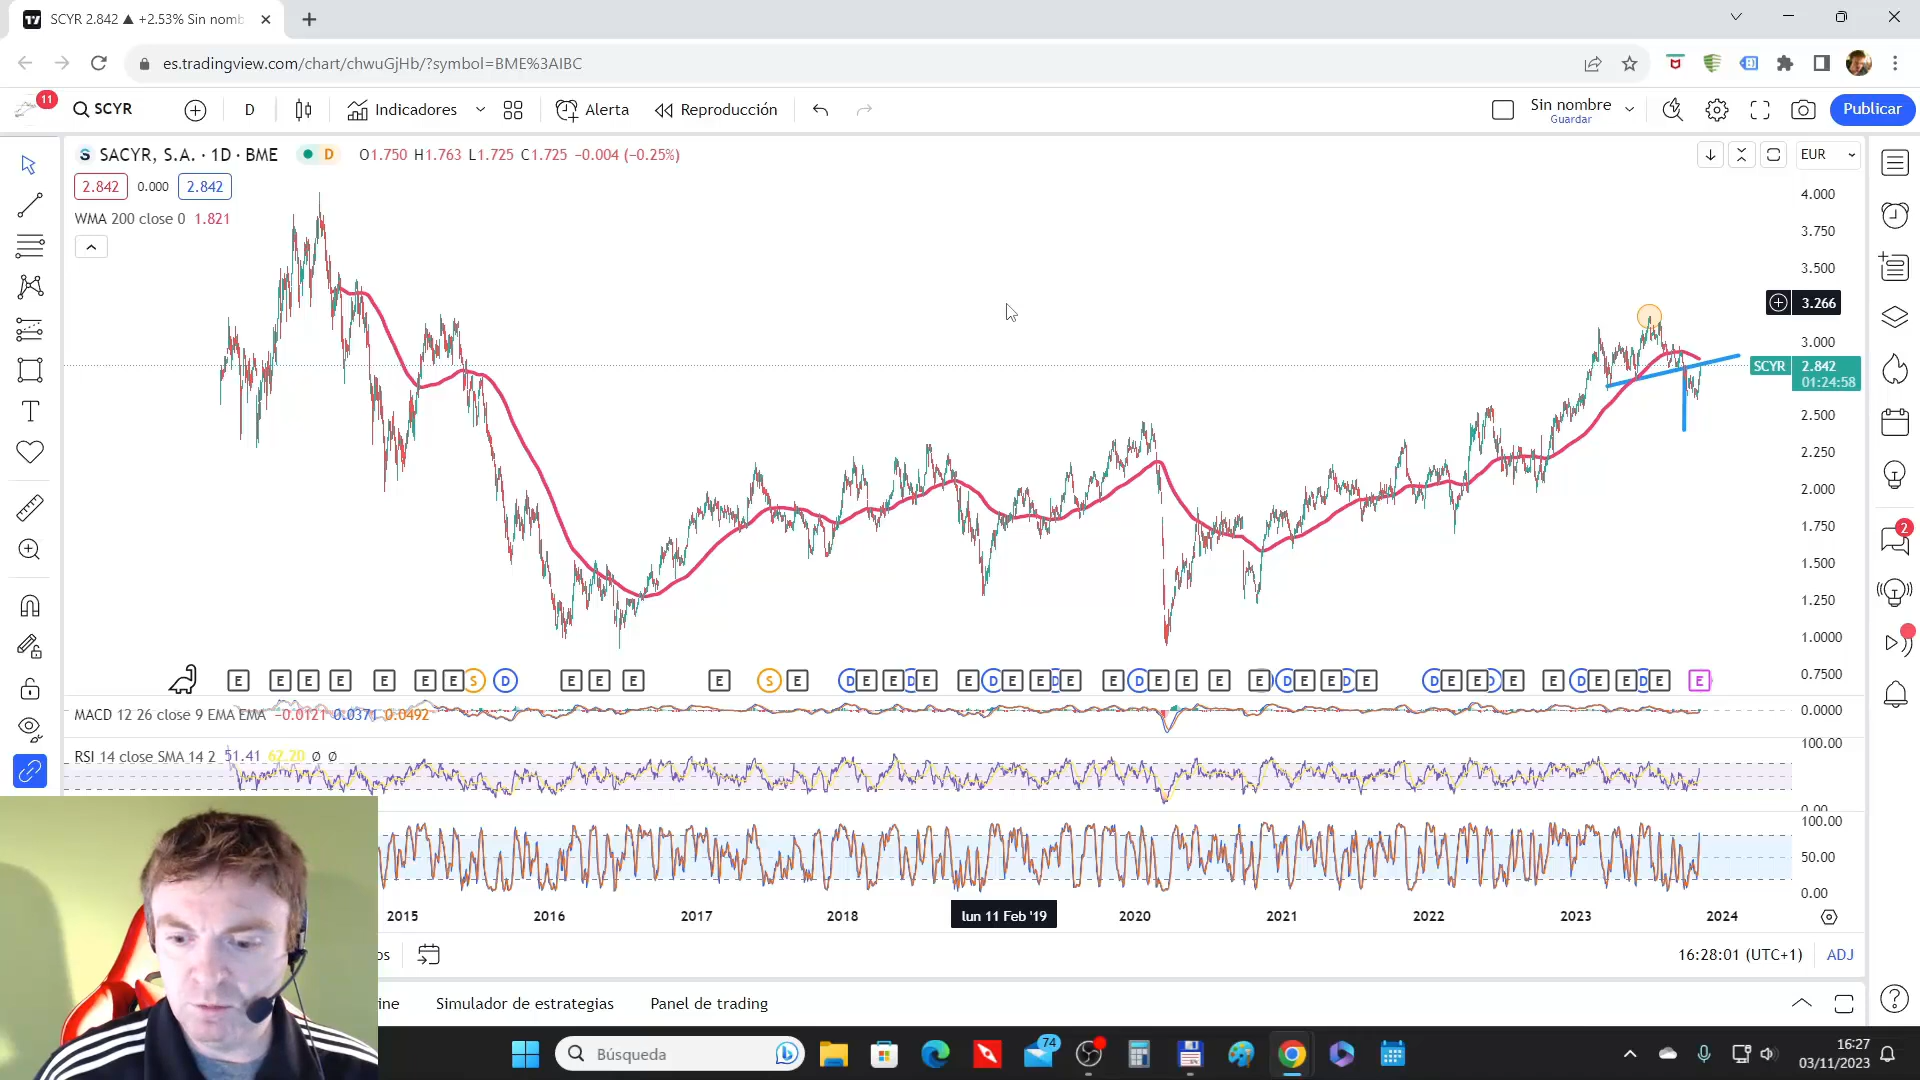 SCYR 2.842 ▲ +2.53% Sin nomb
es.tradingview.com/chart/chwuGjHb/?symbol=BME%3AIBC
11
SCYR
D
Indicadores
Alerta
Reproducción
Sin nombre
Guardar
Publicar
SACYR, S.A. · 1D · BME
D
O1.750 H1.763 L1.725 C1.725 −0.004 (−0.25%)
EUR
2.842 0.000 2.842
WMA 200 close 0 1.821
4.000
3.750
3.500
3.266
3.000
SCYR 2.842
01:24:58
2.500
2.250
2.000
1.750
1.500
1.250
1.0000
0.7500
2
E E E E E E E S D E E E E S E D E E D E E D E E D E E D E E E E D E E D E D E E D E E D E E D E E
MACD 12 26 close 9 EMA EMA −0.0121 0.0371 0.0492
0.0000
RSI 14 close SMA 14 2 51.41 62.20 Ø Ø
100.00
0.00
100.00
50.00
0.00
2015 2016 2017 2018 lun 11 Feb '19 2020 2021 2022 2023 2024
os
16:28:01 (UTC+1) ADJ
ine Simulador de estrategias Panel de trading
Búsqueda
74
16:27
03/11/2023